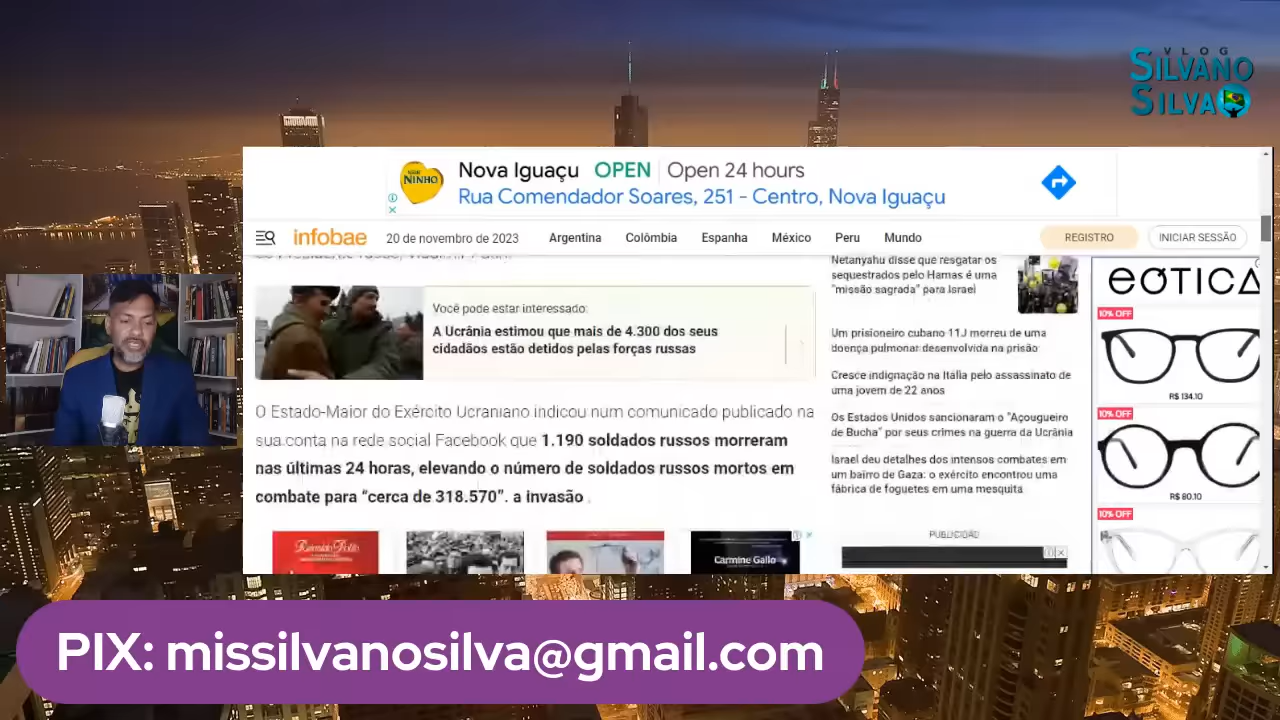 VLOG
SILVANO
SILVA
NINHO
Nova Iguaçu OPEN Open 24 hours
Rua Comendador Soares, 251 - Centro, Nova Iguaçu
infobae
20 de novembro de 2023
Argentina
Colômbia
Espanha
México
Peru
Mundo
REGISTRO
INICIAR SESSÃO
Você pode estar interessado:
A Ucrânia estimou que mais de 4.300 dos seus
cidadãos estão detidos pelas forças russas
O Estado-Maior do Exército Ucraniano indicou num comunicado publicado na
sua conta na rede social Facebook que 1.190 soldados russos morreram
nas últimas 24 horas, elevando o número de soldados russos mortos em
combate para “cerca de 318.570”. a invasão .
Carmine Gallo
Netanyahu disse que resgatar os
sequestrados pelo Hamas é uma
“missão sagrada” para Israel
Um prisioneiro cubano 11J morreu de uma
doença pulmonar desenvolvida na prisão
Cresce indignação na Itália pelo assassinato de
uma jovem de 22 anos
Os Estados Unidos sancionaram o “Açougueiro
de Bucha” por seus crimes na guerra da Ucrânia
Israel deu detalhes dos intensos combates em
um bairro de Gaza: o exército encontrou uma
fábrica de foguetes em uma mesquita
PUBLICIDAD
eÓTICA
10% OFF
R$ 134.10
10% OFF
R$ 80.10
10% OFF
PIX: missilvanosilva@gmail.com